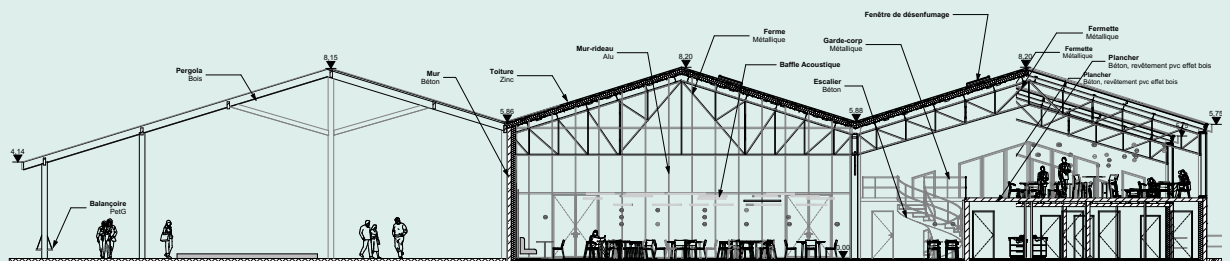 Fenêtre de désenfumage
Fermette
Métallique
Ferme
Métallique
Garde-corp
Métallique
Fermette
Métallique
Mur-rideau
Alu
8,15
8,20
8,20
Plancher
Béton, revêtement pvc effet bois
Baffle Acoustique
Pergola
Bois
Mur
Béton
Toiture
Zinc
Escalier
Béton
Plancher
Béton, revêtement pvc effet bois
5,86
5,88
5,75
4,14
Balançoire
PetG
0,00